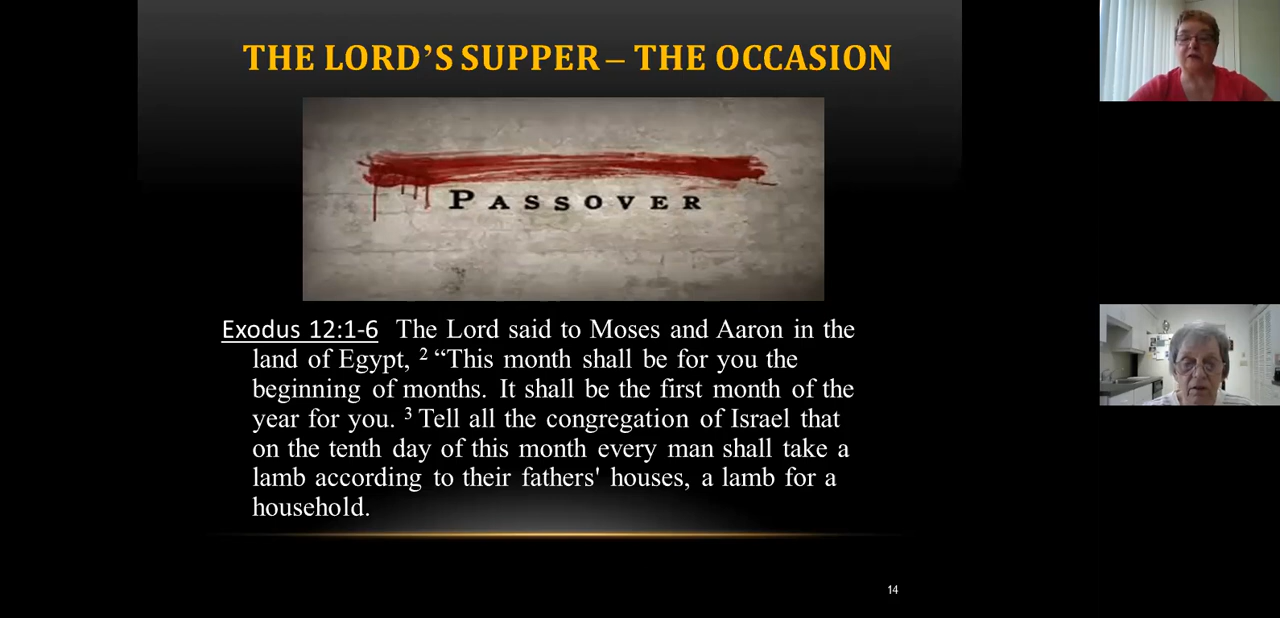 THE LORD’S SUPPER – THE OCCASION
PASSOVER
Exodus 12:1-6 The Lord said to Moses and Aaron in the
land of Egypt, ² “This month shall be for you the
beginning of months. It shall be the first month of the
year for you. ³ Tell all the congregation of Israel that
on the tenth day of this month every man shall take a
lamb according to their fathers' houses, a lamb for a
household.
14